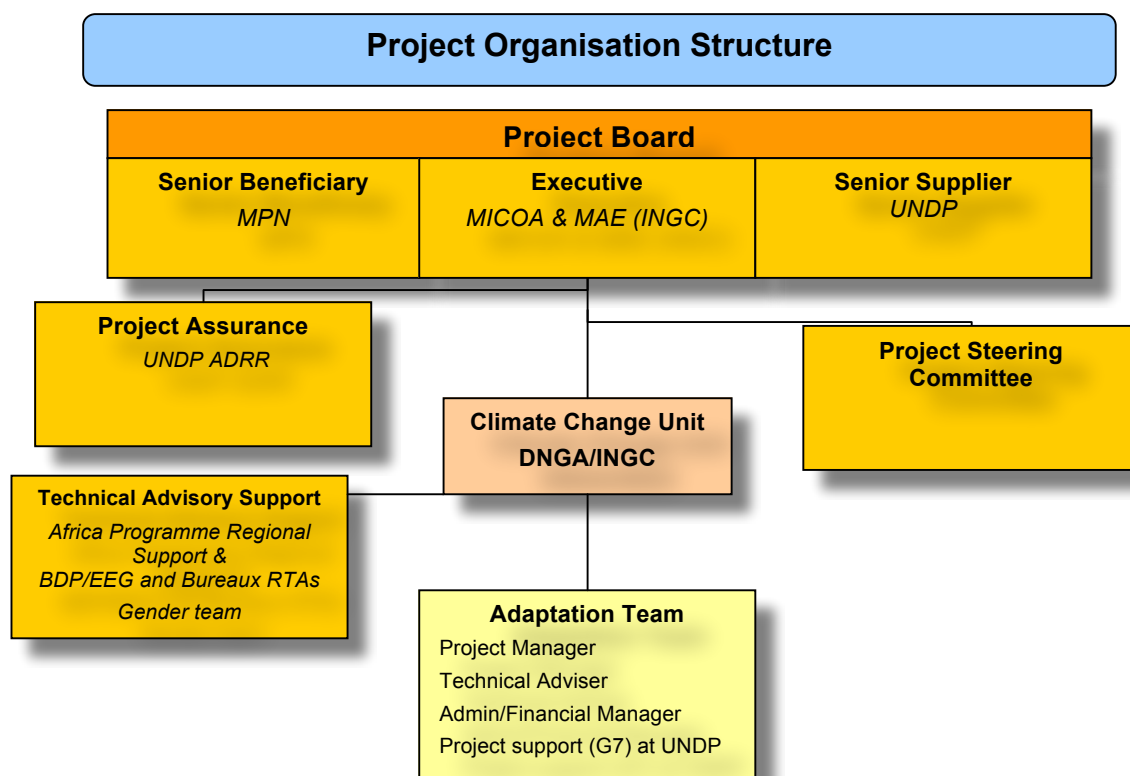 Project Organisation Structure
Project Board
Senior Beneficiary
MPN
Executive
MICOA & MAE (INGC)
Senior Supplier
UNDP
Project Assurance
UNDP ADRR
Project Steering
Committee
Climate Change Unit
DNGA/INGC
Technical Advisory Support
Africa Programme Regional
Support &
BDP/EEG and Bureaux RTAs
Gender team
Adaptation Team
Project Manager
Technical Adviser
Admin/Financial Manager
Project support (G7) at UNDP